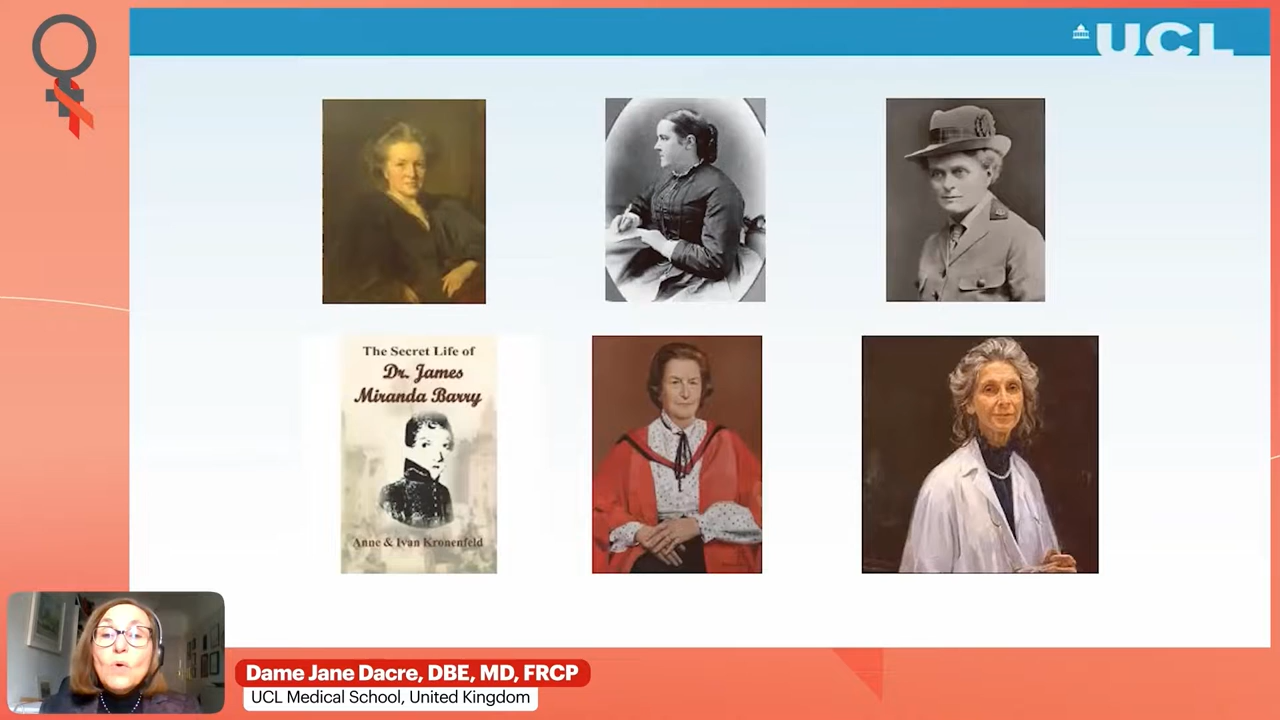 UCL
The Secret Life of
Dr. James
Miranda Barry
Anne & Ivan Kronenfeld
Dame Jane Dacre, DBE, MD, FRCP
UCL Medical School, United Kingdom